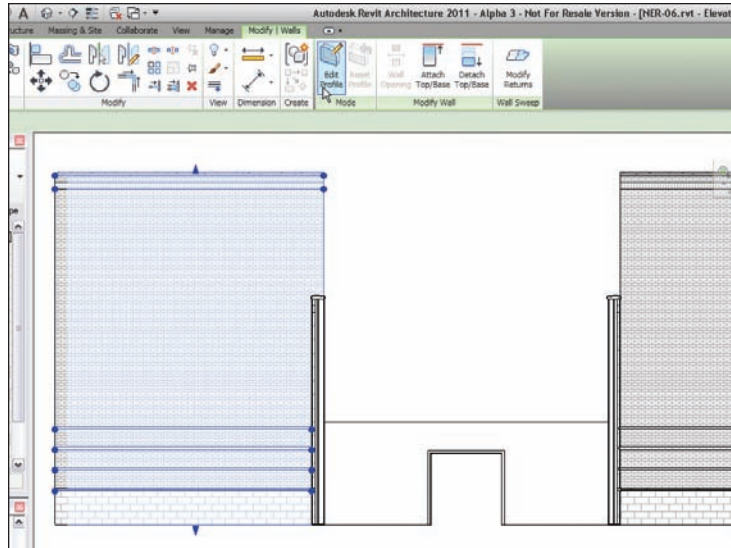 Autodesk Revit Architecture 2011 - Alpha 3 - Not For Resale Version - [NER-06.rvt - Elevat
ucture Massing & Site Collaborate View Manage Modify | Walls
Edit Profile
Reset Profile
Wall Opening
Attach Top/Base
Detach Top/Base
Modify Returns
Modify View Dimension Create Mode Modify Wall Wall Sweep
pe